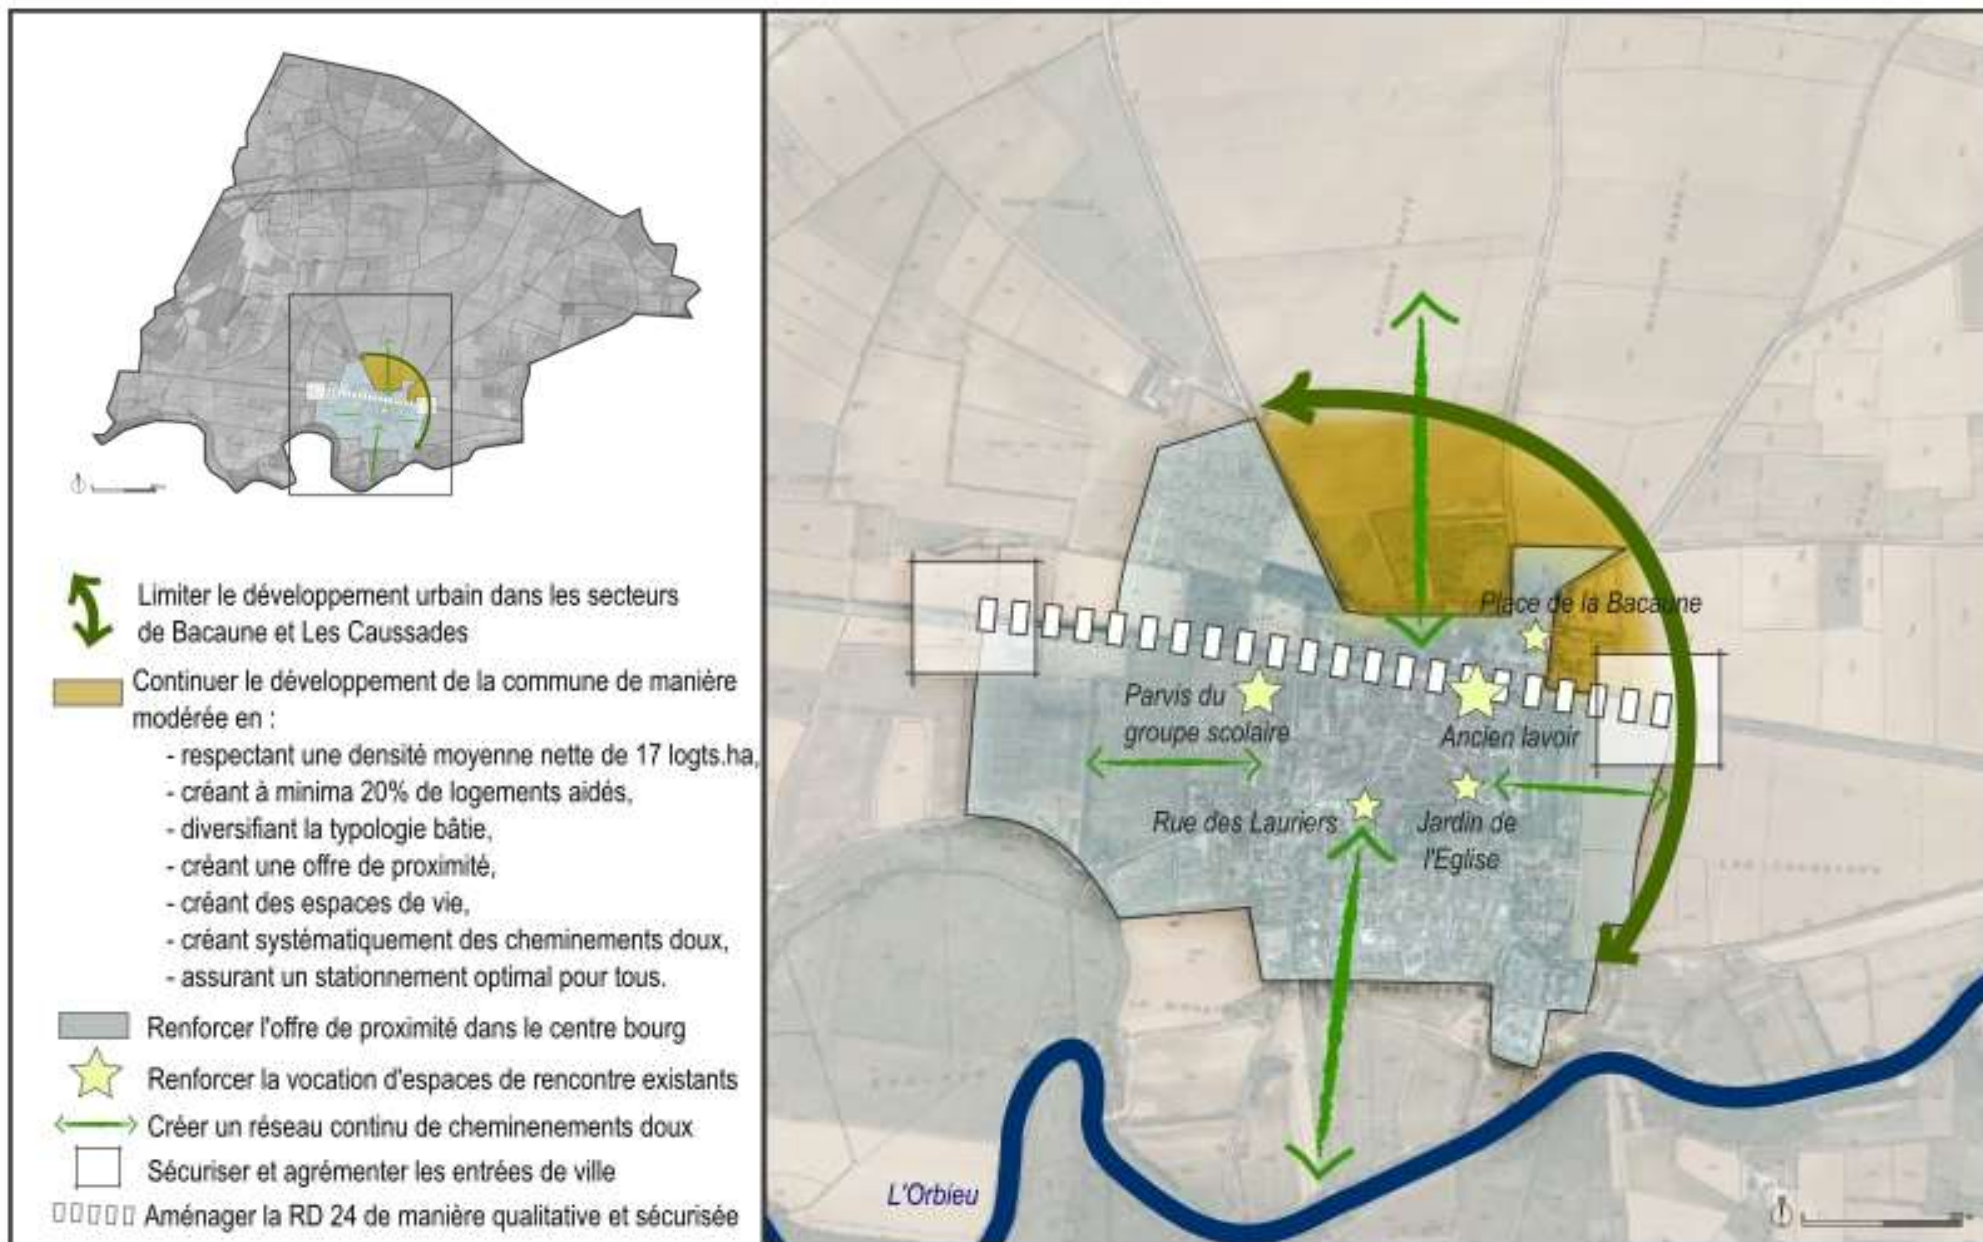 Limiter le développement urbain dans les secteurs
de Bacaune et Les Caussades
Continuer le développement de la commune de manière
modérée en :
- respectant une densité moyenne nette de 17 logts.ha,
- créant à minima 20% de logements aidés,
- diversifiant la typologie bâtie,
- créant une offre de proximité,
- créant des espaces de vie,
- créant systématiquement des cheminements doux,
- assurant un stationnement optimal pour tous.
Renforcer l'offre de proximité dans le centre bourg
Renforcer la vocation d'espaces de rencontre existants
Créer un réseau continu de cheminenements doux
Sécuriser et agrémenter les entrées de ville
Aménager la RD 24 de manière qualitative et sécurisée
Place de la Bacaune
Parvis du
groupe scolaire
Ancien lavoir
Rue des Lauriers
Jardin de
l'Eglise
L'Orbieu